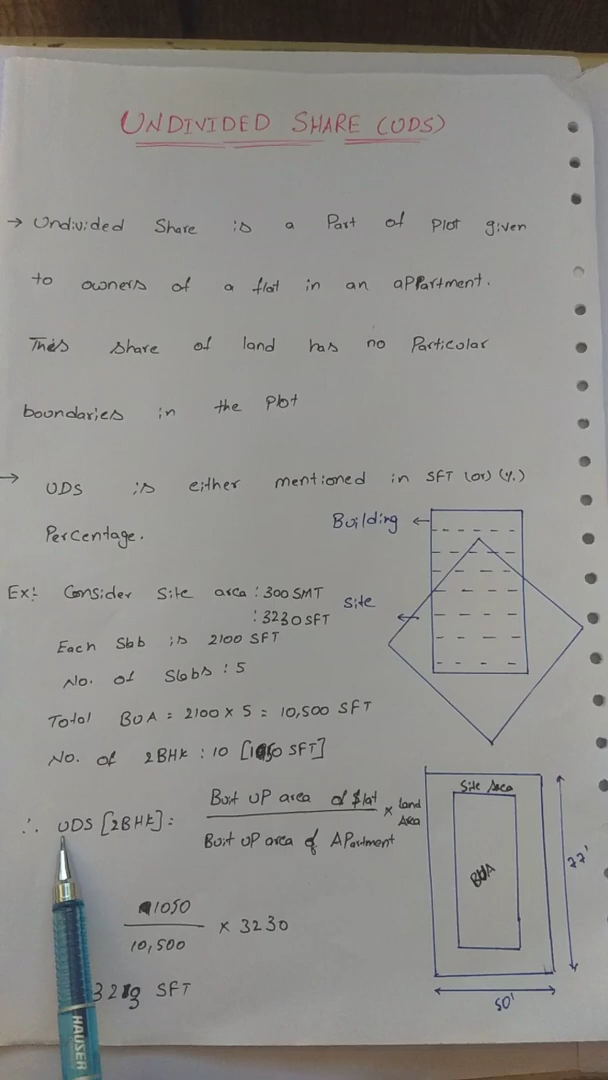 UNDIVIDED SHARE (UDS)
→ Undivided Share is a Part of Plot given
to owners of a flat in an appartment.
This share of land has no Particular
boundaries in the Plot
→ UDS is either mentioned in SFT (or) (%)
Percentage.
Building
Ex: Consider Site area : 300 SMT
: 3230 SFT
Site
Each Slab is 2100 SFT
No. of Slabs : 5
Total BUA = 2100 x 5 = 10,500 SFT
No. of 2BHK : 10 [1050 SFT]
∴ UDS [2BHK] : Buit UP area of flat x land Area
Buit UP area of APartment
Site Area
BUA
77'
50'
1050 x 3230
10,500
323 SFT
HAUSER